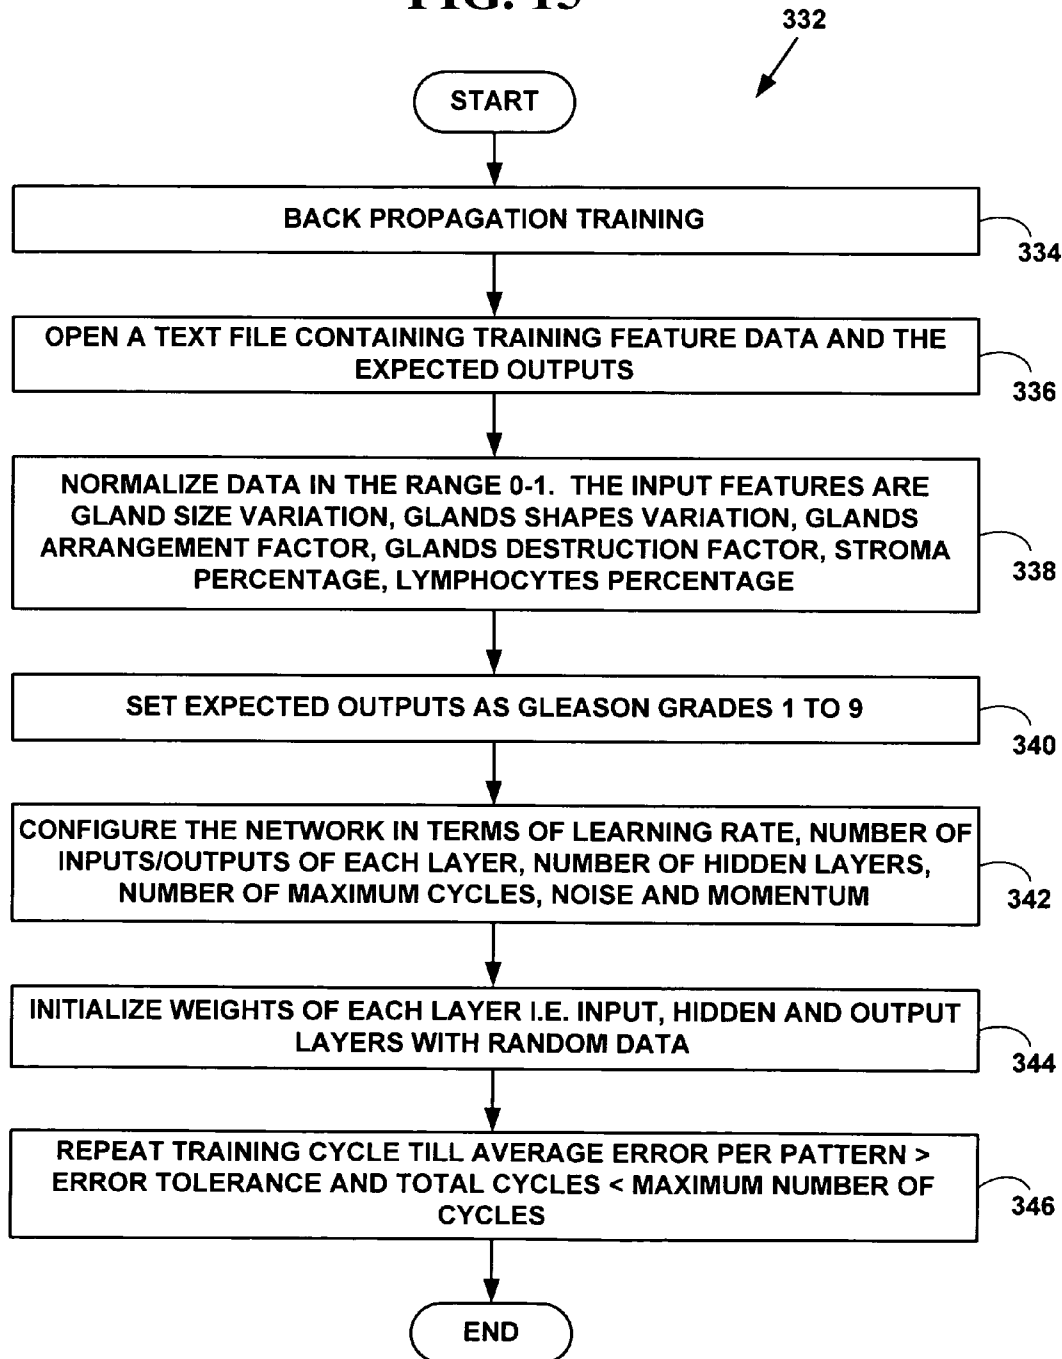 FIG. 15
332
START
BACK PROPAGATION TRAINING
334
OPEN A TEXT FILE CONTAINING TRAINING FEATURE DATA AND THE
EXPECTED OUTPUTS
336
NORMALIZE DATA IN THE RANGE 0-1. THE INPUT FEATURES ARE
GLAND SIZE VARIATION, GLANDS SHAPES VARIATION, GLANDS
ARRANGEMENT FACTOR, GLANDS DESTRUCTION FACTOR, STROMA
PERCENTAGE, LYMPHOCYTES PERCENTAGE
338
SET EXPECTED OUTPUTS AS GLEASON GRADES 1 TO 9
340
CONFIGURE THE NETWORK IN TERMS OF LEARNING RATE, NUMBER OF
INPUTS/OUTPUTS OF EACH LAYER, NUMBER OF HIDDEN LAYERS,
NUMBER OF MAXIMUM CYCLES, NOISE AND MOMENTUM
342
INITIALIZE WEIGHTS OF EACH LAYER I.E. INPUT, HIDDEN AND OUTPUT
LAYERS WITH RANDOM DATA
344
REPEAT TRAINING CYCLE TILL AVERAGE ERROR PER PATTERN >
ERROR TOLERANCE AND TOTAL CYCLES < MAXIMUM NUMBER OF
CYCLES
346
END